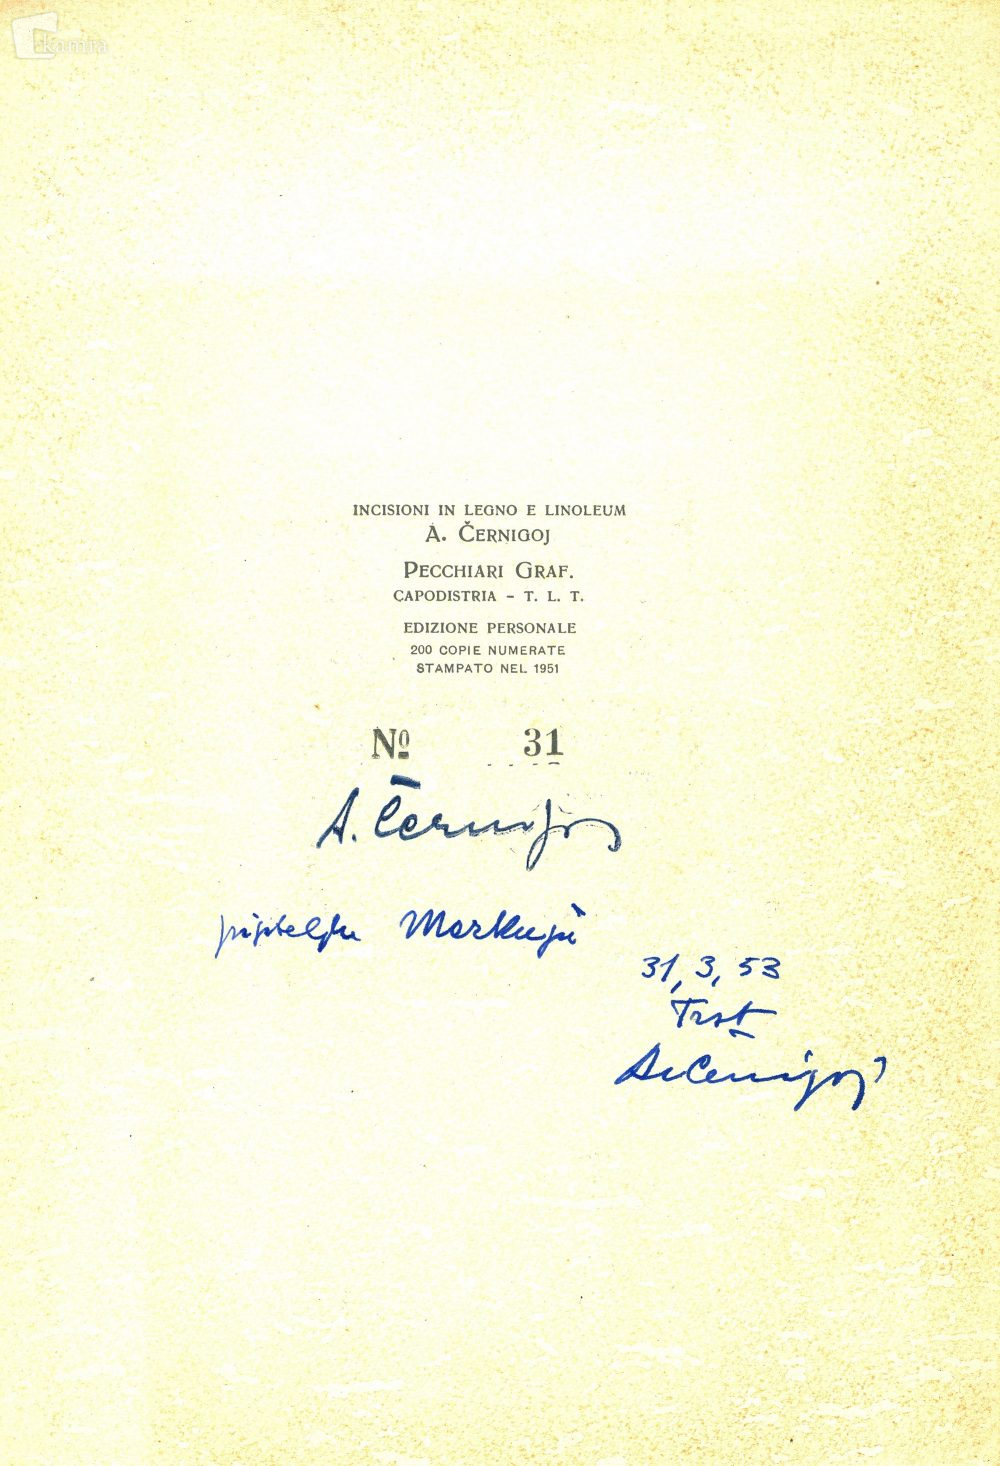 kamra
INCISIONI IN LEGNO E LINOLEUM
A. ČERNIGOJ
PECCHIARI GRAF.
CAPODISTRIA - T. L. T.
EDIZIONE PERSONALE
200 COPIE NUMERATE
STAMPATO NEL 1951
Nº 31
A. Černigoj
prijatelju
31, 3, 53
Trst
A. Černigoj